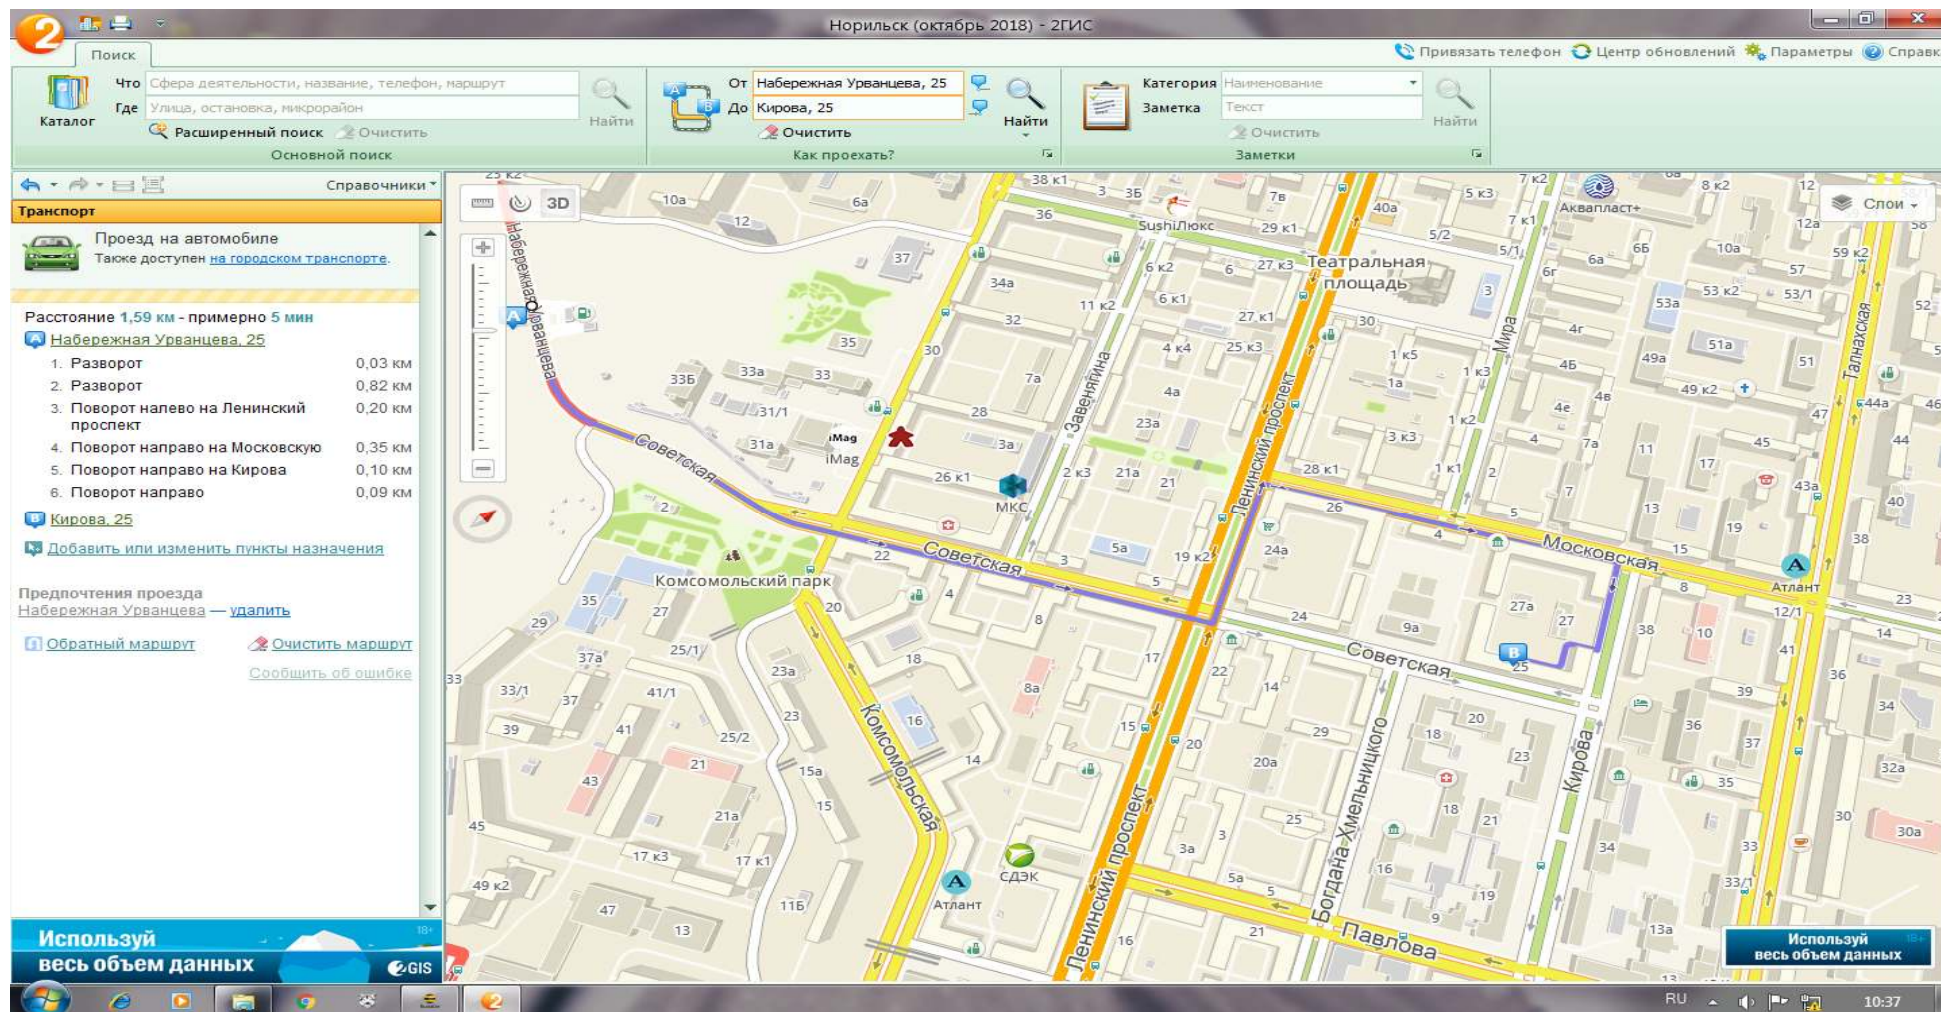 Норильск (октябрь 2018) - 2ГИС
Поиск
Привязать телефон Центр обновлений Параметры Справк
Каталог
Что Сфера деятельности, название, телефон, маршрут
Где Улица, остановка, микрорайон
Найти
Расширенный поиск Очистить
Основной поиск
От Набережная Урванцева, 25
До Кирова, 25
Найти
Очистить
Как проехать?
Категория Наименование
Заметка Текст
Найти
Очистить
Заметки
Справочники
Транспорт
Проезд на автомобиле
Также доступен на городском транспорте.
Расстояние 1,59 км - примерно 5 мин
A Набережная Урванцева, 25
1. Разворот 0,03 км
2. Разворот 0,82 км
3. Поворот налево на Ленинский проспект 0,20 км
4. Поворот направо на Московскую 0,35 км
5. Поворот направо на Кирова 0,10 км
6. Поворот направо 0,09 км
B Кирова, 25
Добавить или изменить пункты назначения
Предпочтения проезда
Набережная Урванцева — удалить
Обратный маршрут Очистить маршрут
Сообщить об ошибке
Используй
весь объем данных
18+
2GIS
3D
Слои
Набережная Урванцева
Советская
Комсомольский парк
Комсомольская
Завенягина
Ленинский проспект
Театральная
площадь
SushiЛюкс
Аквапласт+
Мира
Талнахская
iMag
iMag
МКС
Советская
Ленинский проспект
Московская
Атлант
Советская
Кирова
Богдана Хмельницкого
Павлова
Ленинский проспект
СДЭК
Атлант
Используй
весь объем данных
RU
10:37